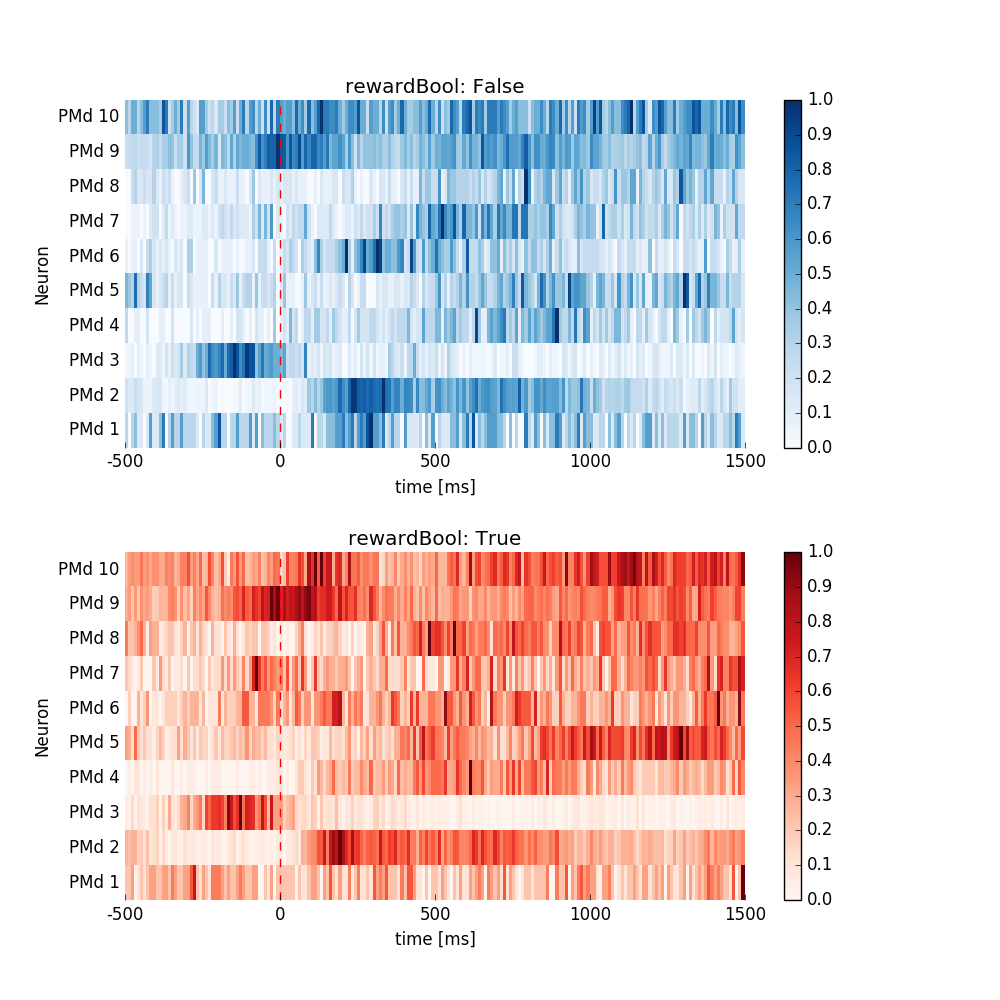 rewardBool: False
PMd 10
PMd 9
PMd 8
PMd 7
PMd 6
PMd 5
PMd 4
PMd 3
PMd 2
PMd 1
Neuron
-500 0 500 1000 1500
time [ms]
1.0
0.9
0.8
0.7
0.6
0.5
0.4
0.3
0.2
0.1
0.0
rewardBool: True
PMd 10
PMd 9
PMd 8
PMd 7
PMd 6
PMd 5
PMd 4
PMd 3
PMd 2
PMd 1
Neuron
-500 0 500 1000 1500
time [ms]
1.0
0.9
0.8
0.7
0.6
0.5
0.4
0.3
0.2
0.1
0.0